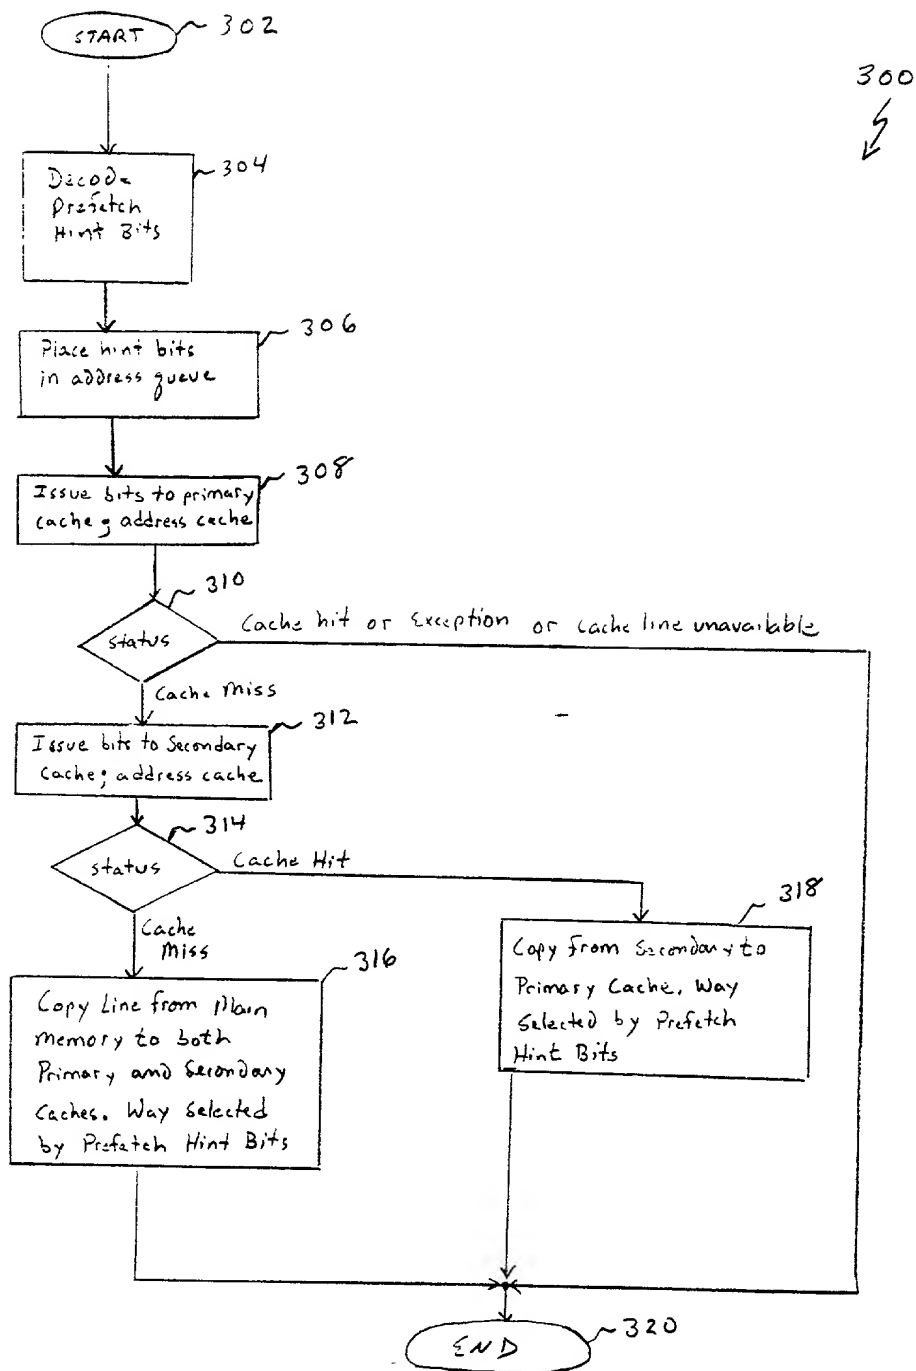 START
302
300
Decode
Prefetch
Hint Bits
304
Place hint bits
in address queue
306
Issue bits to primary
cache; address cache
308
310
status
Cache hit or Exception or cache line unavailable
Cache Miss
Issue bits to Secondary
Cache; address cache
312
314
status
Cache Hit
Cache
Miss
Copy from Secondary to
Primary Cache. Way
Selected by Prefetch
Hint Bits
318
Copy Line from Main
Memory to both
Primary and Secondary
Caches. Way Selected
by Prefetch Hint Bits
316
END
320